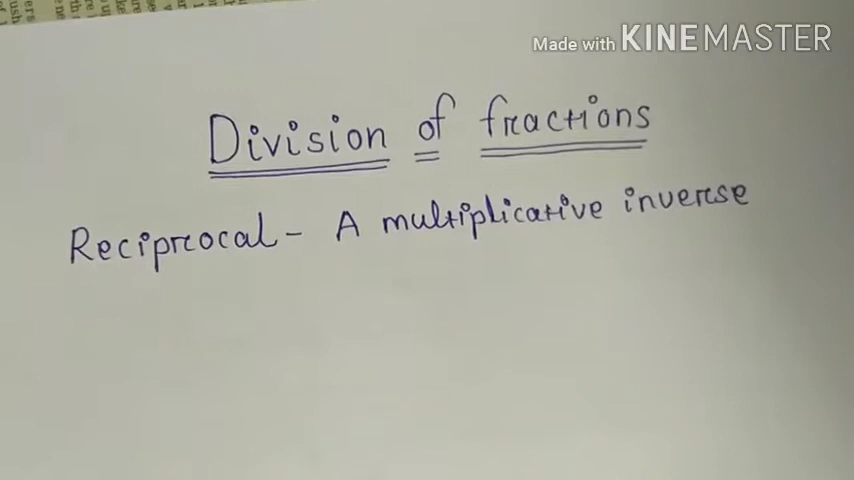 Made with KINEMASTER
Division of fractions
Reciprocal - A multiplicative inverse